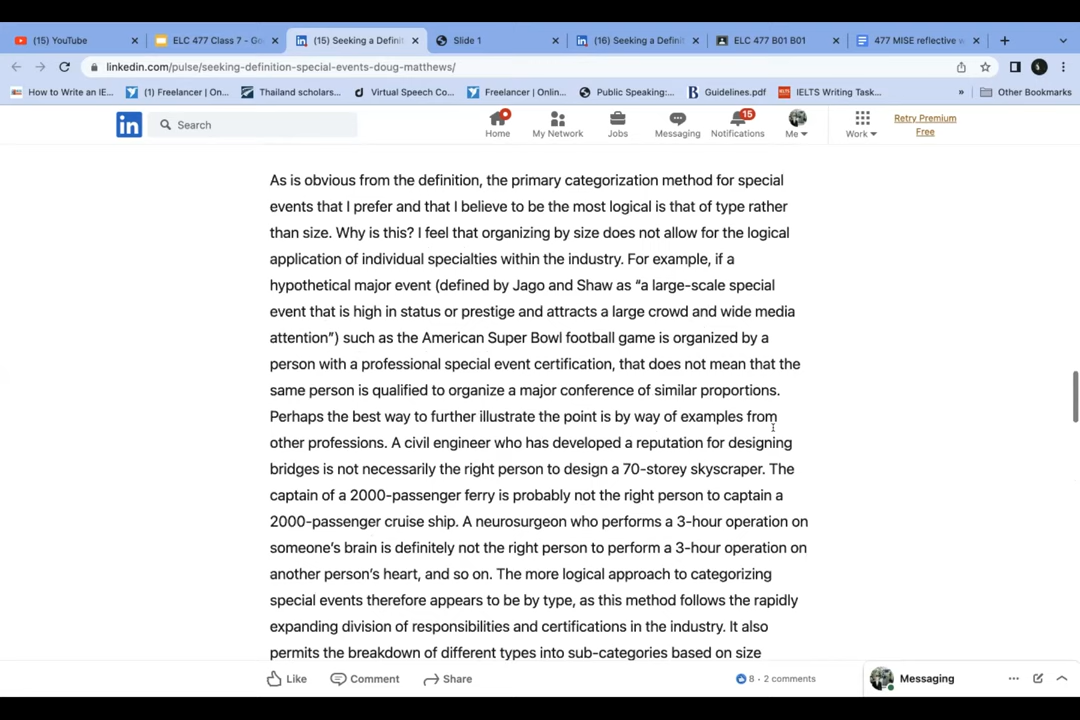 (15) YouTube
ELC 477 Class 7 - Go
(15) Seeking a Definit
Slide 1
(16) Seeking a Definit
ELC 477 B01 B01
477 MISE reflective w
linkedin.com/pulse/seeking-definition-special-events-doug-matthews/
How to Write an IE...
(1) Freelancer | On...
Thailand scholars...
Virtual Speech Co...
Freelancer | Onlin...
Public Speaking:...
Guidelines.pdf
IELTS Writing Task...
»
Other Bookmarks
in
Search
Home
My Network
Jobs
Messaging
15
Notifications
Me
Work
Retry Premium
Free
As is obvious from the definition, the primary categorization method for special
events that I prefer and that I believe to be the most logical is that of type rather
than size. Why is this? I feel that organizing by size does not allow for the logical
application of individual specialties within the industry. For example, if a
hypothetical major event (defined by Jago and Shaw as “a large-scale special
event that is high in status or prestige and attracts a large crowd and wide media
attention”) such as the American Super Bowl football game is organized by a
person with a professional special event certification, that does not mean that the
same person is qualified to organize a major conference of similar proportions.
Perhaps the best way to further illustrate the point is by way of examples from
other professions. A civil engineer who has developed a reputation for designing
bridges is not necessarily the right person to design a 70-storey skyscraper. The
captain of a 2000-passenger ferry is probably not the right person to captain a
2000-passenger cruise ship. A neurosurgeon who performs a 3-hour operation on
someone’s brain is definitely not the right person to perform a 3-hour operation on
another person’s heart, and so on. The more logical approach to categorizing
special events therefore appears to be by type, as this method follows the rapidly
expanding division of responsibilities and certifications in the industry. It also
permits the breakdown of different types into sub-categories based on size
Like
Comment
Share
8 · 2 comments
Messaging